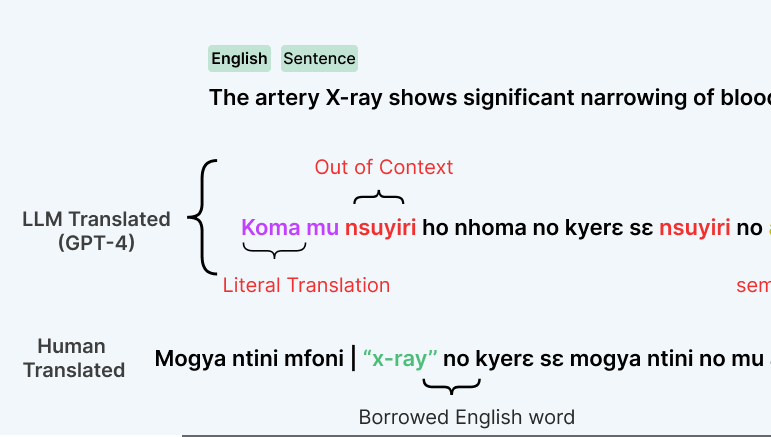 English Sentence
The artery X-ray shows significant narrowing of blood
Out of Context
LLM Translated
(GPT-4)
Koma mu nsuyiri ho nhoma no kyerɛ sɛ nsuyiri no
Literal Translation
sem
Human
Translated
Mogya ntini mfoni | “x-ray” no kyerɛ sɛ mogya ntini no mu
Borrowed English word